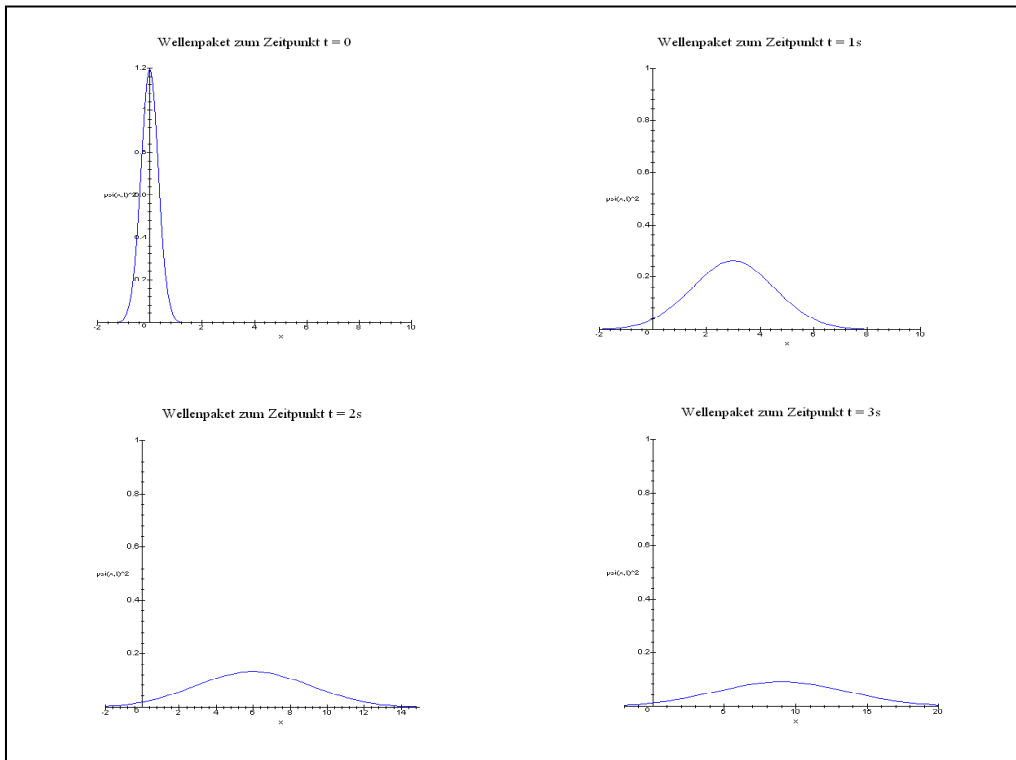 Wellenpaket zum Zeitpunkt t = 0
1.2
0.8
0.4
-2 0 2 4 6 8 10
x
Wellenpaket zum Zeitpunkt t = 1s
1
0.8
0.6
0.4
0.2
-2 0 2 4 6 8 10
x
Wellenpaket zum Zeitpunkt t = 2s
1
0.8
0.6
0.4
0.2
-2 0 2 4 6 8 10 12 14
x
Wellenpaket zum Zeitpunkt t = 3s
1
0.8
0.6
0.4
0.2
0 5 10 15 20
x